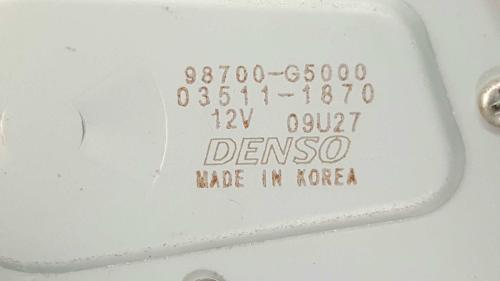 98700-G5000
03511-1870
12V 09U27
DENSO
MADE IN KOREA